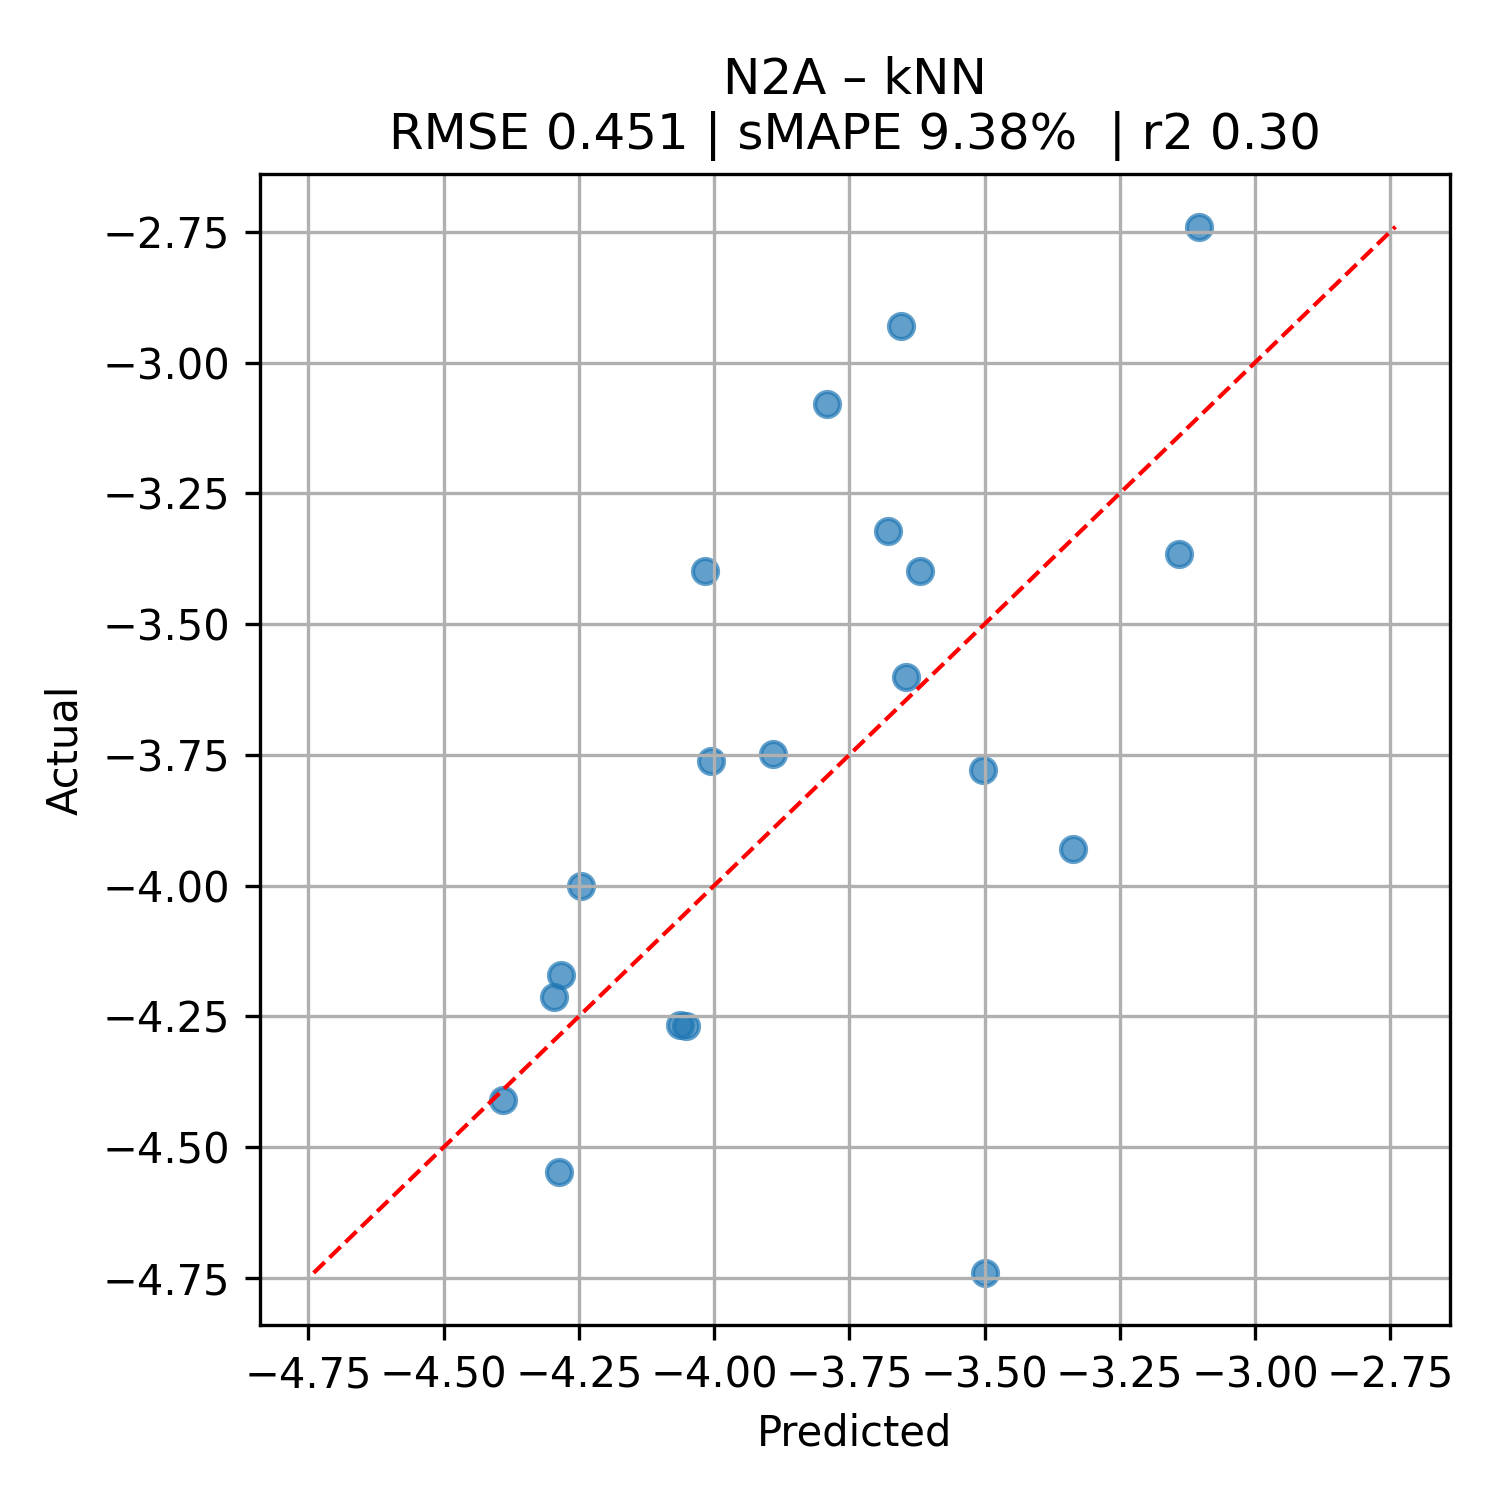 N2A – kNN
RMSE 0.451 | sMAPE 9.38%  | r2 0.30
−2.75
−3.00
−3.25
−3.50
−3.75
−4.00
−4.25
−4.50
−4.75
Actual
−4.75 −4.50 −4.25 −4.00 −3.75 −3.50 −3.25 −3.00 −2.75
Predicted